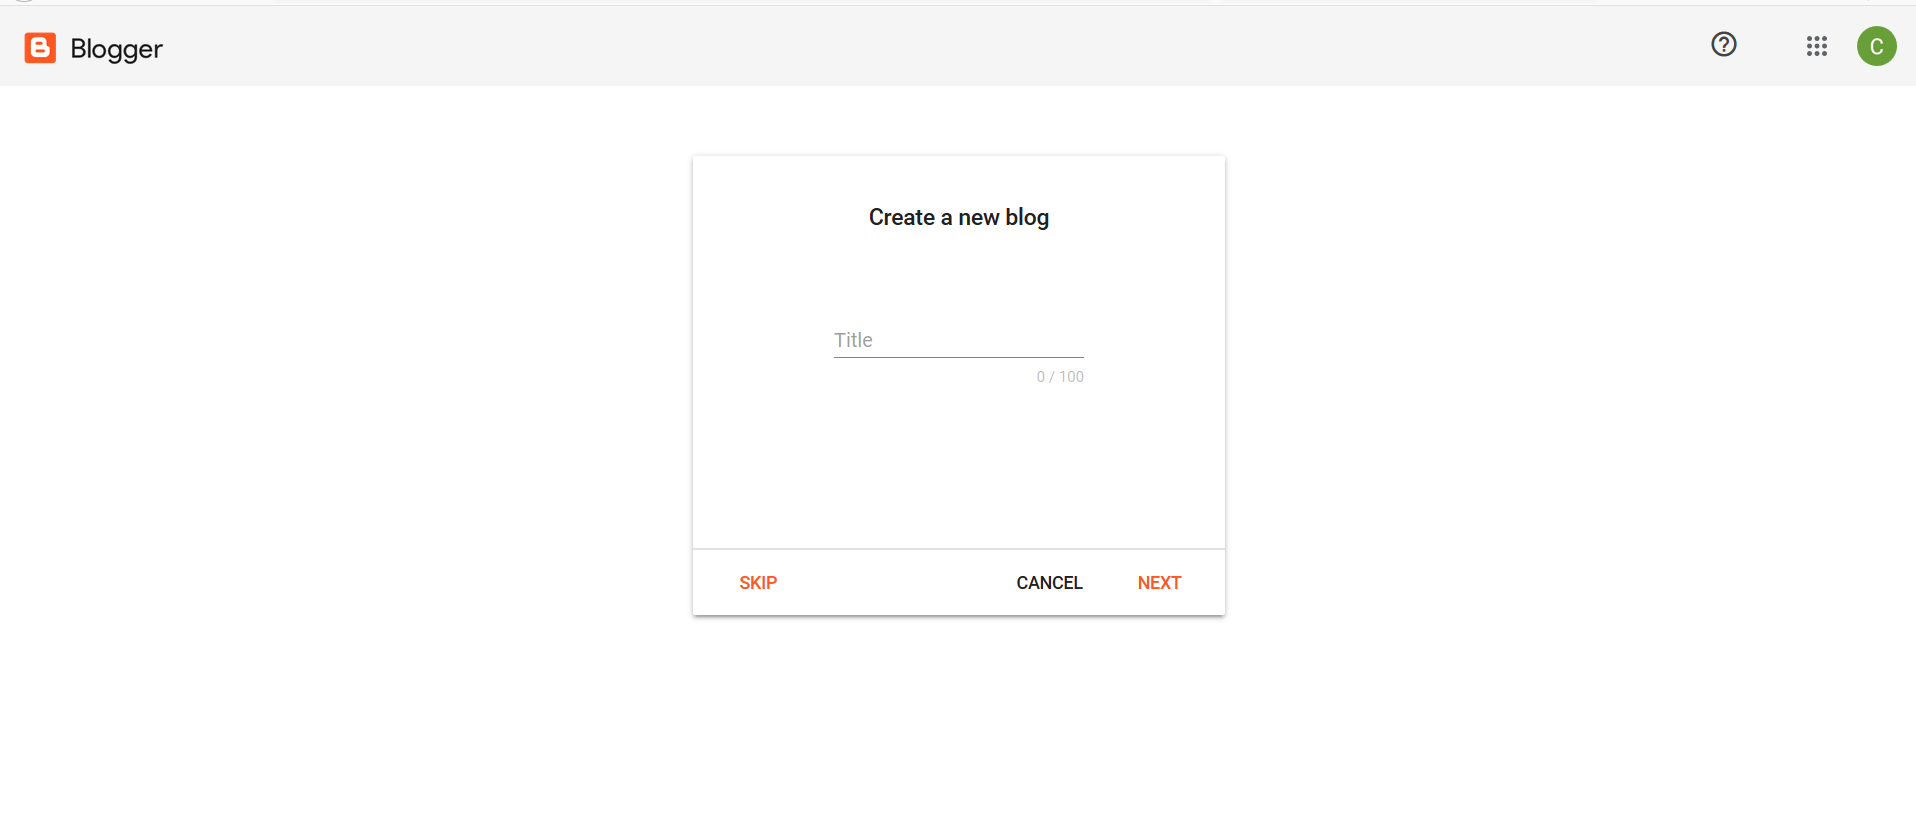 Blogger
C
Create a new blog
Title
0 / 100
SKIP CANCEL NEXT